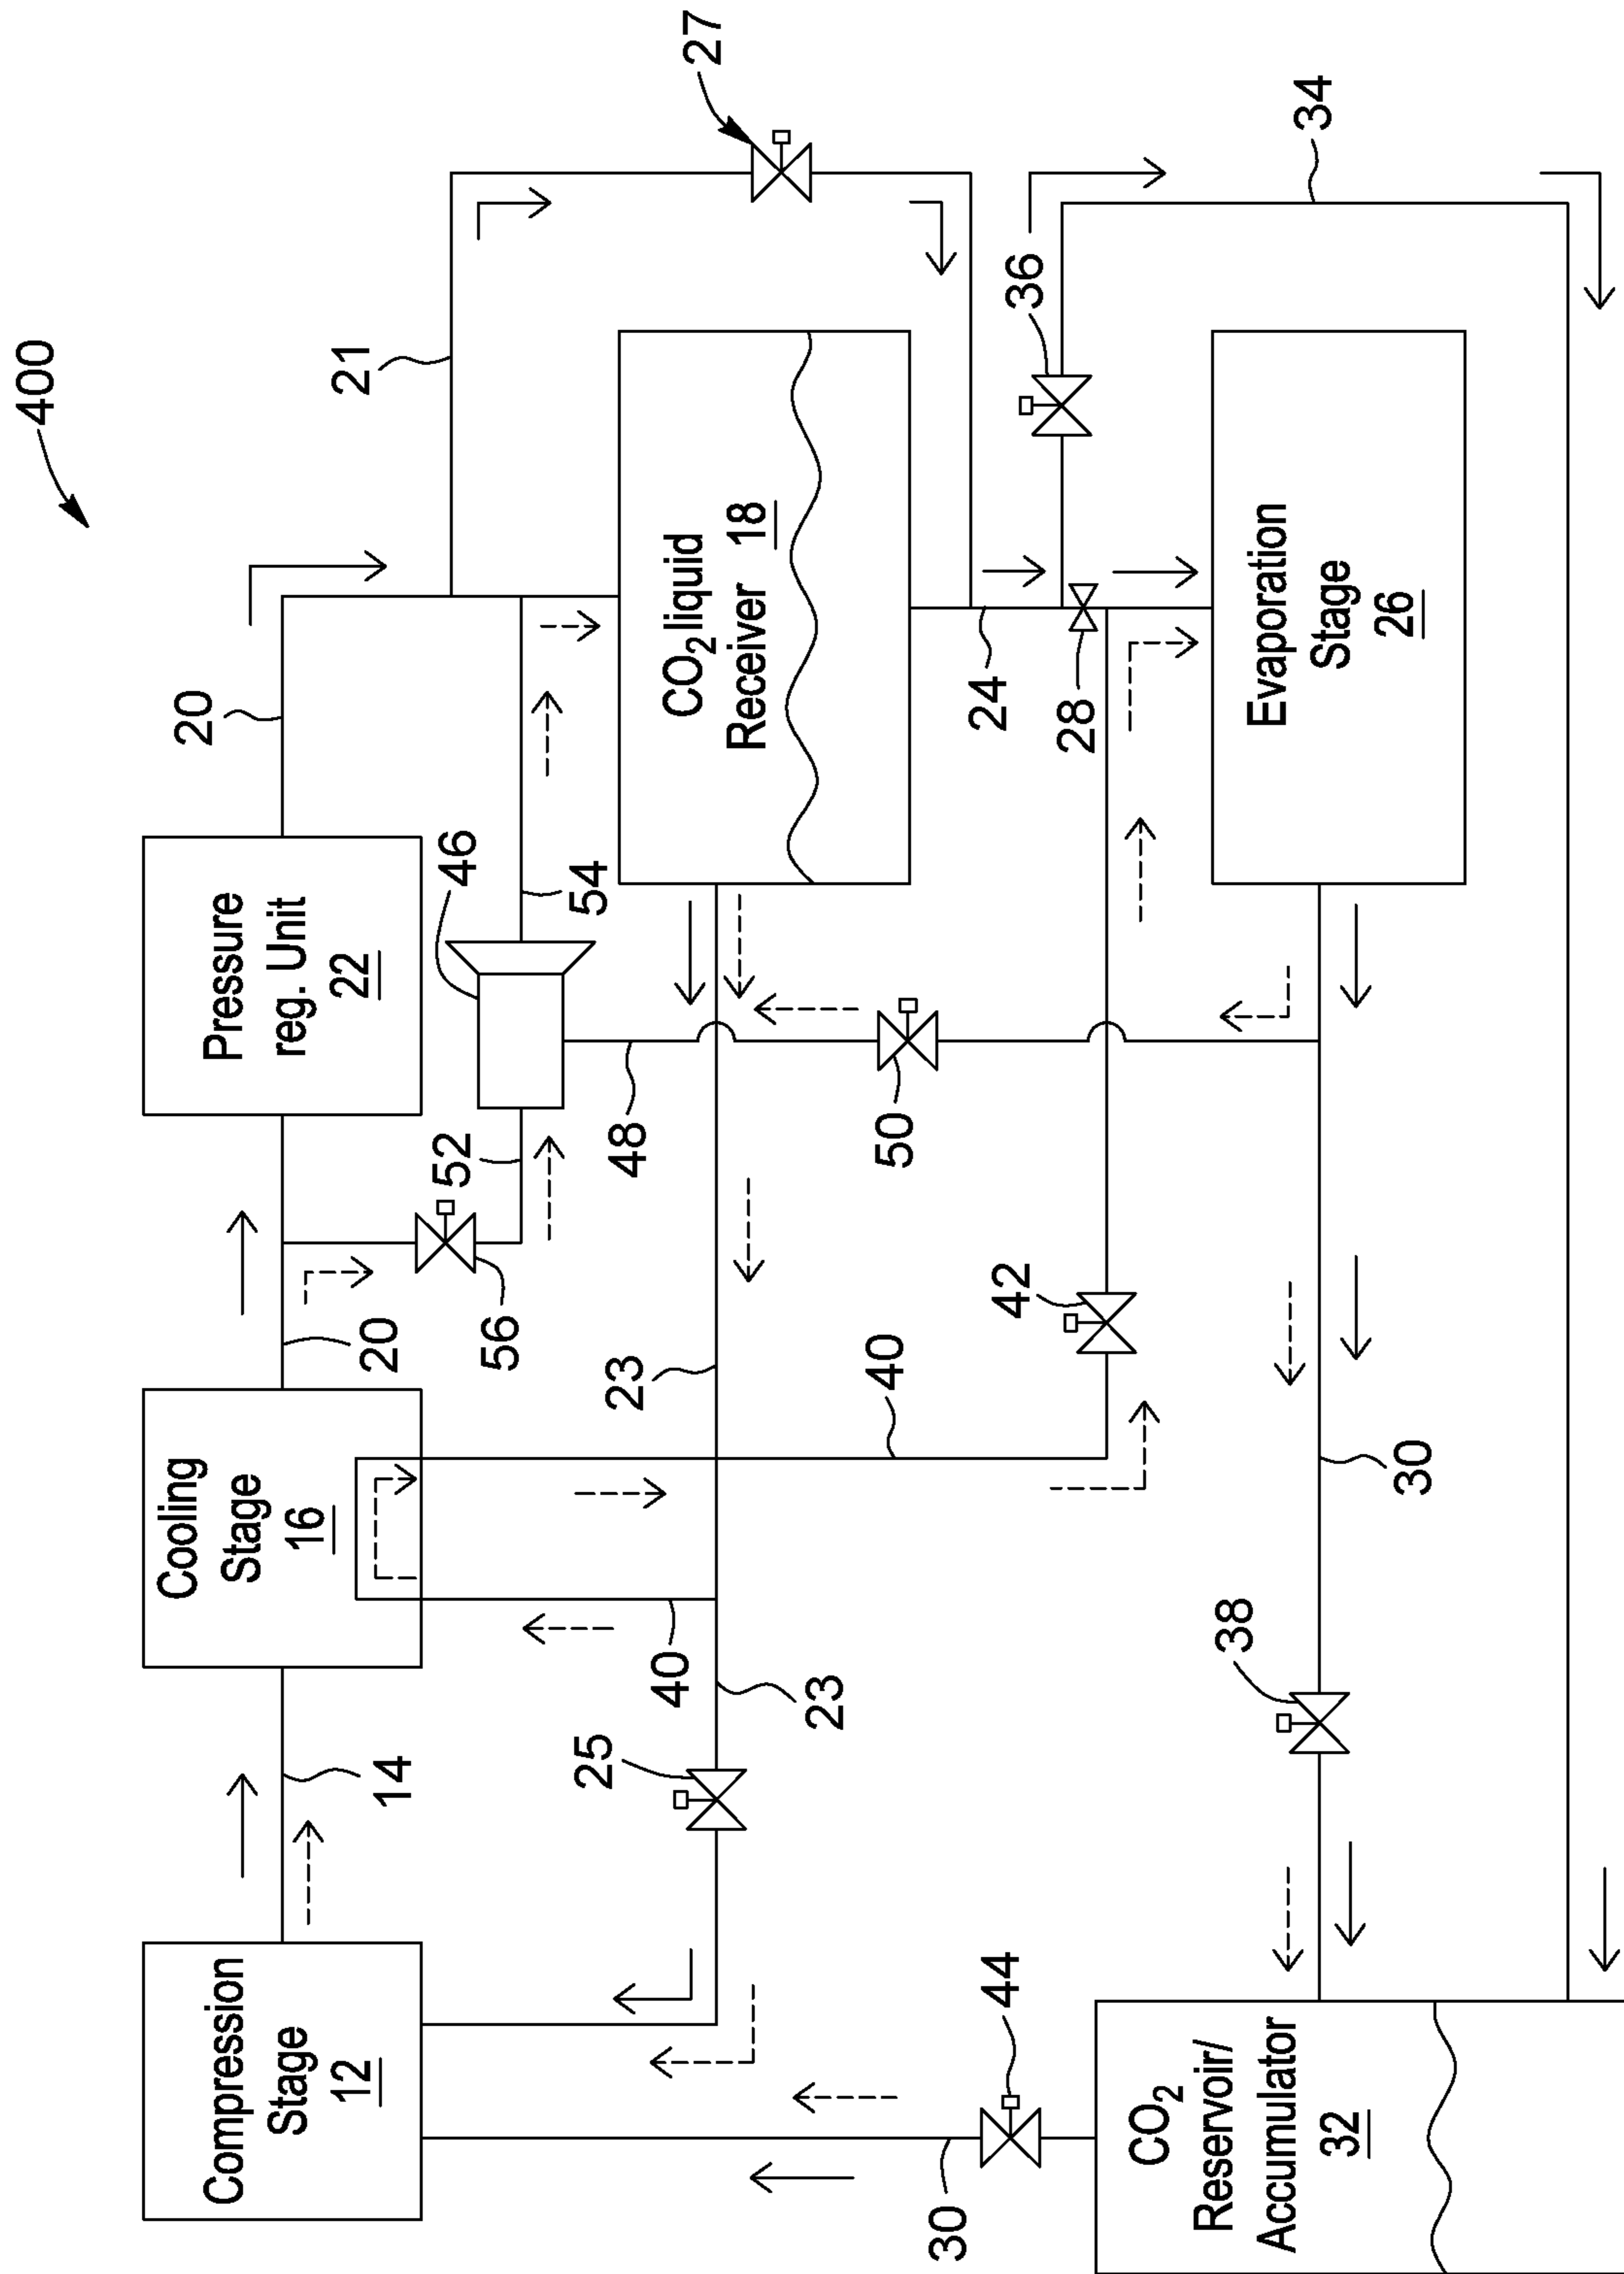 400
Compression
Stage
12
14
Cooling
Stage
16
20
Pressure
reg. Unit
22
20
21
27
56
52
46
54
48
23
40
23
25
CO2 liquid
Receiver 18
24
28
36
34
50
40
42
44
30
38
30
Evaporation
Stage
26
CO2
Reservoir/
Accumulator
32